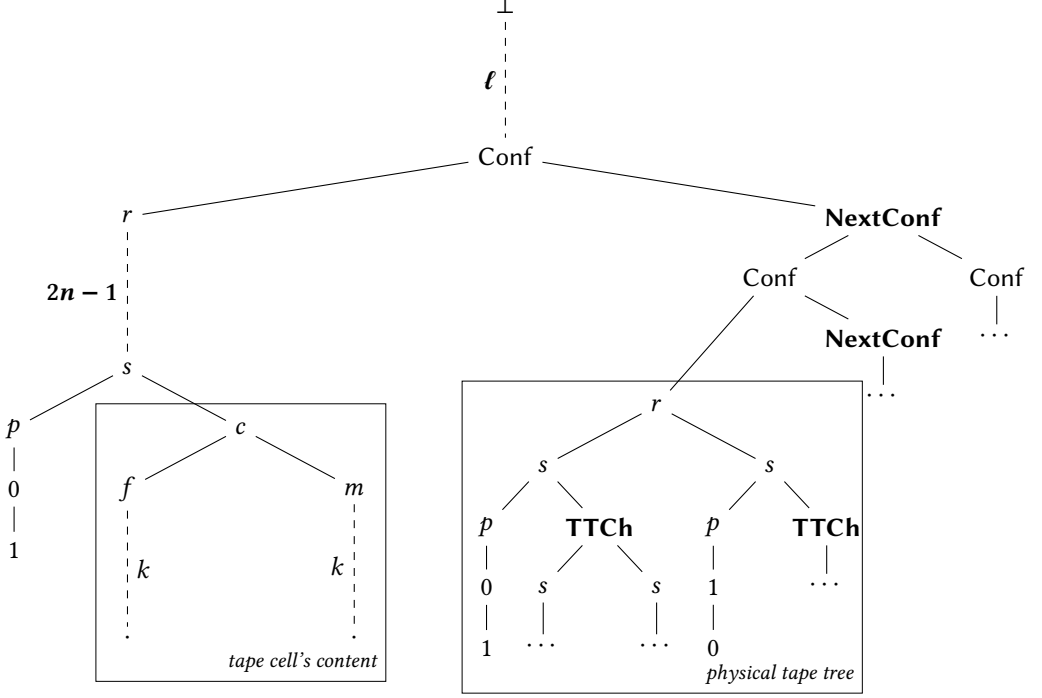 ⊥
ℓ
Conf
r NextConf
Conf Conf
2n − 1
NextConf ...
s
...
r
p c
s s
f m
0
p TTCh p TTCh
1
k k
0 s s 1 ...
. .
1 ... ... 0
tape cell's content
physical tape tree